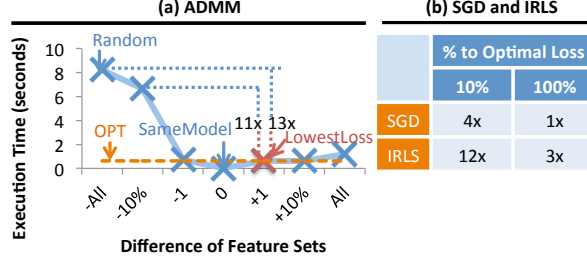 (a) ADMM
Execution Time (seconds)
10
8
6
4
2
0
Random
OPT
SameModel
11x 13x
LowestLoss
-All
-10%
-1
0
+1
+10%
All
Difference of Feature Sets
(b) SGD and IRLS
% to Optimal Loss
10% 100%
SGD 4x 1x
IRLS 12x 3x